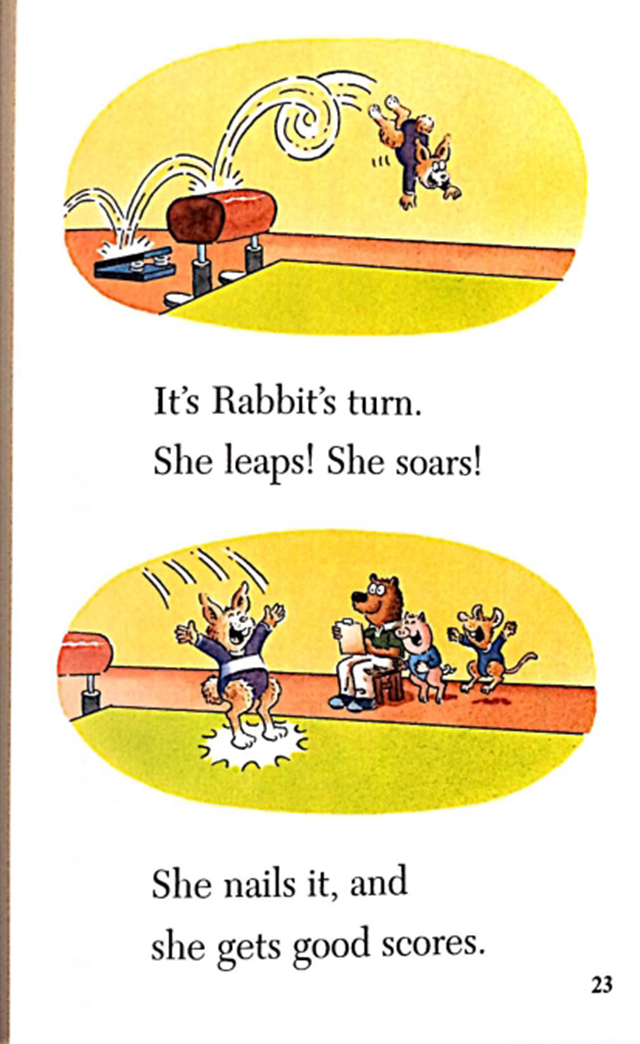 It's Rabbit's turn.
She leaps! She soars!
She nails it, and
she gets good scores.
23